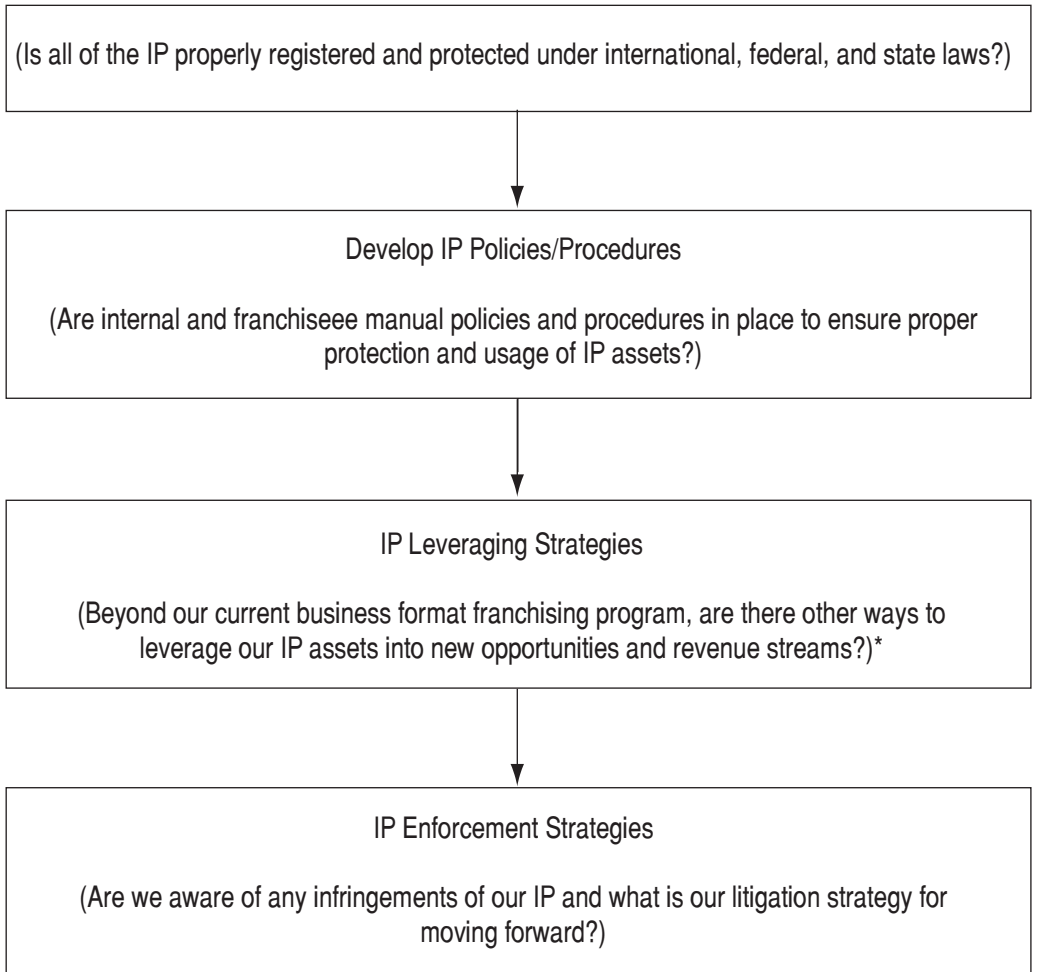 (Is all of the IP properly registered and protected under international, federal, and state laws?)
Develop IP Policies/Procedures
(Are internal and franchiseee manual policies and procedures in place to ensure proper
protection and usage of IP assets?)
IP Leveraging Strategies
(Beyond our current business format franchising program, are there other ways to
leverage our IP assets into new opportunities and revenue streams?)*
IP Enforcement Strategies
(Are we aware of any infringements of our IP and what is our litigation strategy for
moving forward?)